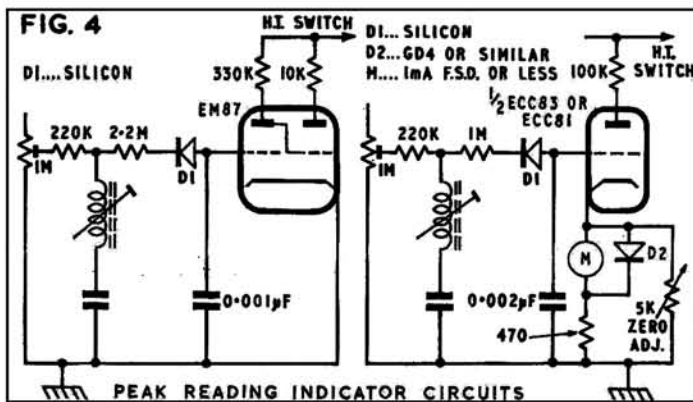 FIG. 4
H.T. SWITCH
D1.... SILICON
330K
10K
EM87
220K
2·2M
D1
1M
0·001µF
D1... SILICON
D2... GD4 OR SIMILAR
M.... 1mA F.S.D. OR LESS
½ECC83 OR
ECC81
100K
H.T.
SWITCH
220K
1M
D1
1M
0·002µF
M
D2
470
5K
ZERO
ADJ.
PEAK READING INDICATOR CIRCUITS